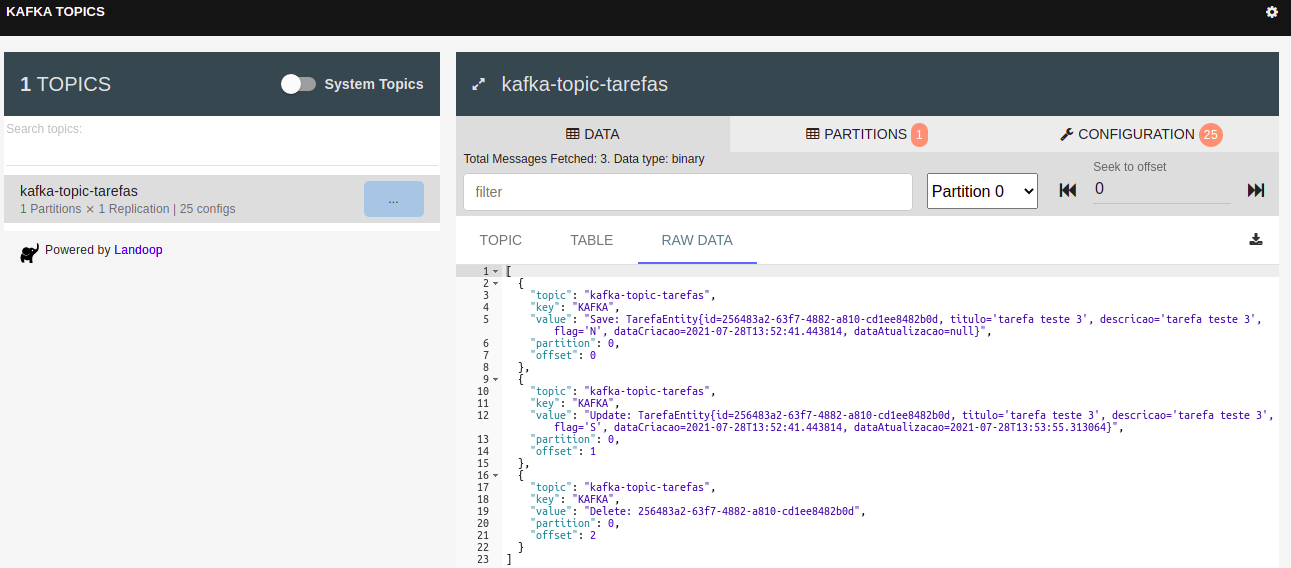 KAFKA TOPICS
1 TOPICS
System Topics
Search topics:
kafka-topic-tarefas
1 Partitions × 1 Replication | 25 configs
...
Powered by Landoop
kafka-topic-tarefas
DATA
PARTITIONS 1
CONFIGURATION 25
Total Messages Fetched: 3. Data type: binary
filter
Partition 0
Seek to offset
0
TOPIC
TABLE
RAW DATA
1 [
2 {
3 "topic": "kafka-topic-tarefas",
4 "key": "KAFKA",
5 "value": "Save: TarefaEntity{id=256483a2-63f7-4882-a810-cd1ee8482b0d, titulo='tarefa teste 3', descricao='tarefa teste 3',
flag='N', dataCriacao=2021-07-28T13:52:41.443814, dataAtualizacao=null}",
6 "partition": 0,
7 "offset": 0
8 },
9 {
10 "topic": "kafka-topic-tarefas",
11 "key": "KAFKA",
12 "value": "Update: TarefaEntity{id=256483a2-63f7-4882-a810-cd1ee8482b0d, titulo='tarefa teste 3', descricao='tarefa teste 3',
flag='S', dataCriacao=2021-07-28T13:52:41.443814, dataAtualizacao=2021-07-28T13:53:55.313064}",
13 "partition": 0,
14 "offset": 1
15 },
16 {
17 "topic": "kafka-topic-tarefas",
18 "key": "KAFKA",
19 "value": "Delete: 256483a2-63f7-4882-a810-cd1ee8482b0d",
20 "partition": 0,
21 "offset": 2
22 }
23 ]